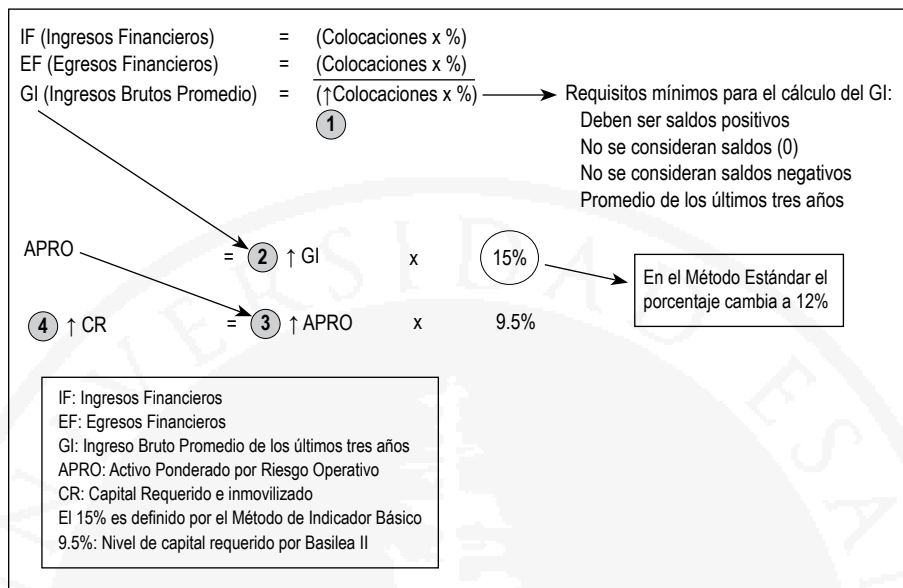 IF (Ingresos Financieros) = (Colocaciones x %)
EF (Egresos Financieros) = (Colocaciones x %)
GI (Ingresos Brutos Promedio) = (↑Colocaciones x %)
1
Requisitos mínimos para el cálculo del GI:
Deben ser saldos positivos
No se consideran saldos (0)
No se consideran saldos negativos
Promedio de los últimos tres años
APRO = 2 ↑ GI x 15%
En el Método Estándar el
porcentaje cambia a 12%
4 ↑ CR = 3 ↑ APRO x 9.5%
IF: Ingresos Financieros
EF: Egresos Financieros
GI: Ingreso Bruto Promedio de los últimos tres años
APRO: Activo Ponderado por Riesgo Operativo
CR: Capital Requerido e inmovilizado
El 15% es definido por el Método de Indicador Básico
9.5%: Nivel de capital requerido por Basilea II